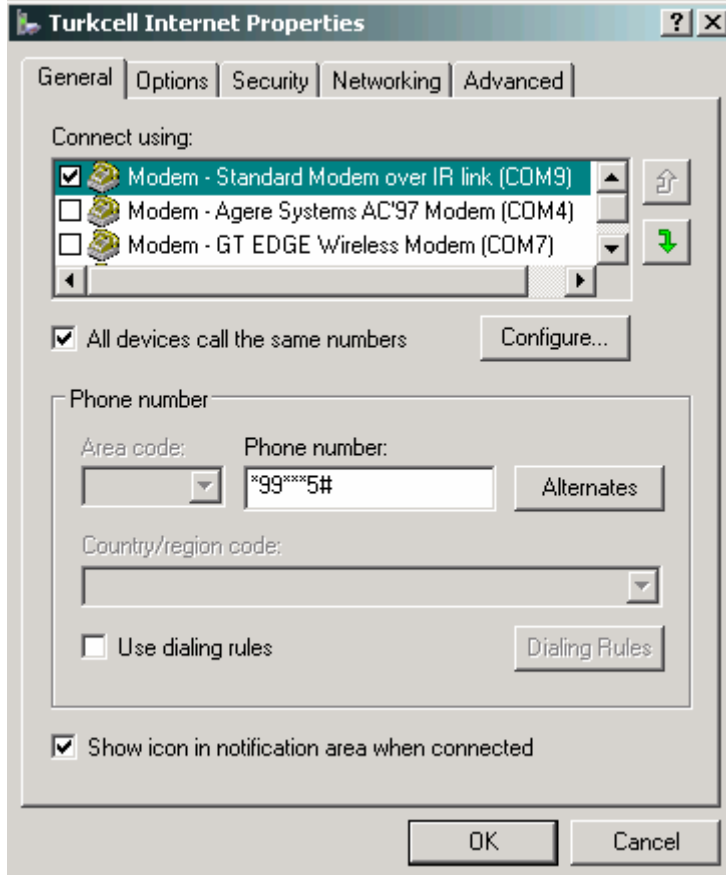 Turkcell Internet Properties
General Options Security Networking Advanced
Connect using:
Modem - Standard Modem over IR link (COM9)
Modem - Agere Systems AC'97 Modem (COM4)
Modem - GT EDGE Wireless Modem (COM7)
All devices call the same numbers Configure...
Phone number
Area code: Phone number:
*99***5# Alternates
Country/region code:
Use dialing rules Dialing Rules
Show icon in notification area when connected
OK Cancel